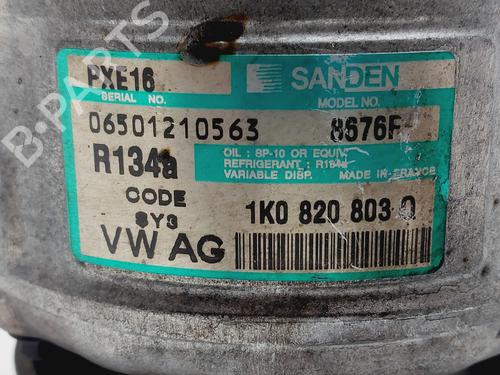 PXE16
SANDEN
SERIAL NO.
MODEL NO.
06501210563
8676F
R134a
OIL : SP-10 OR EQUIV.
REFRIGERANT : R134a
VARIABLE DISP. MADE IN FRANCE
CODE
SY3
1K0 820 803 Q
VW AG
B-PARTS